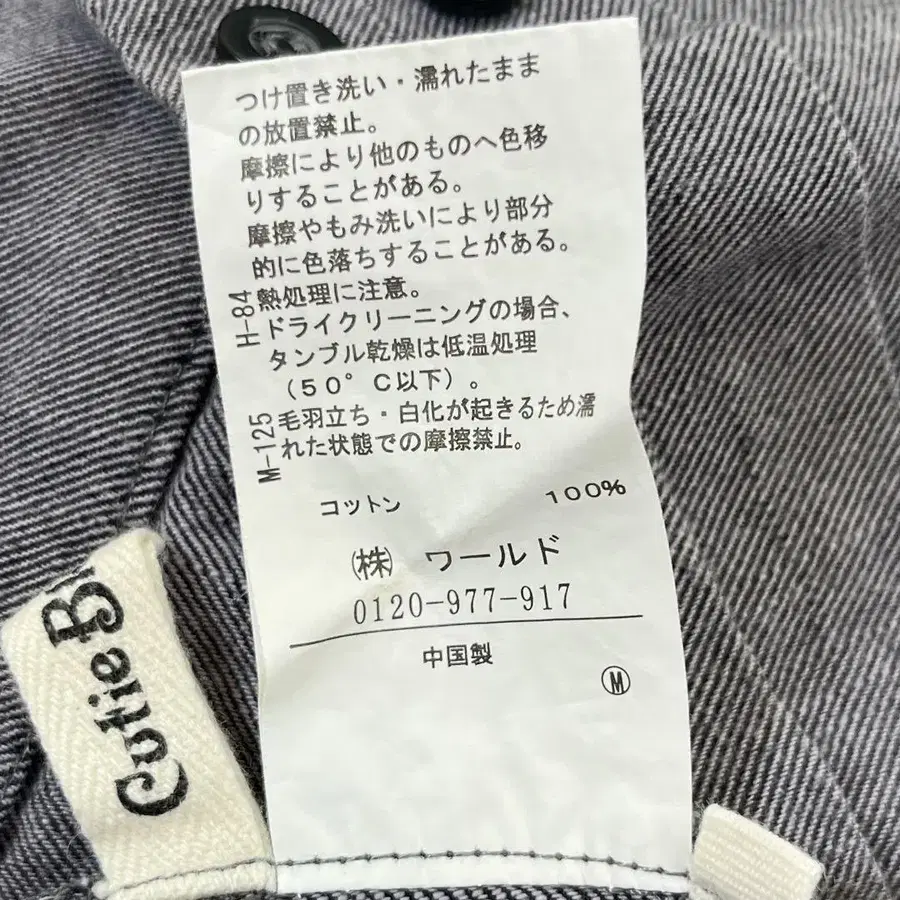 つけ置き洗い・濡れたまま
の放置禁止。
摩擦により他のものへ色移
りすることがある。
摩擦やもみ洗いにより部分
的に色落ちすることがある。
熱処理に注意。
ドライクリーニングの場合、
タンブル乾燥は低温処理
（50°C以下）。
毛羽立ち・白化が起きるため濡
れた状態での摩擦禁止。
H-84
M-125
コットン 100%
㈱ ワールド
0120-977-917
中国製
Ⓜ
Cutie